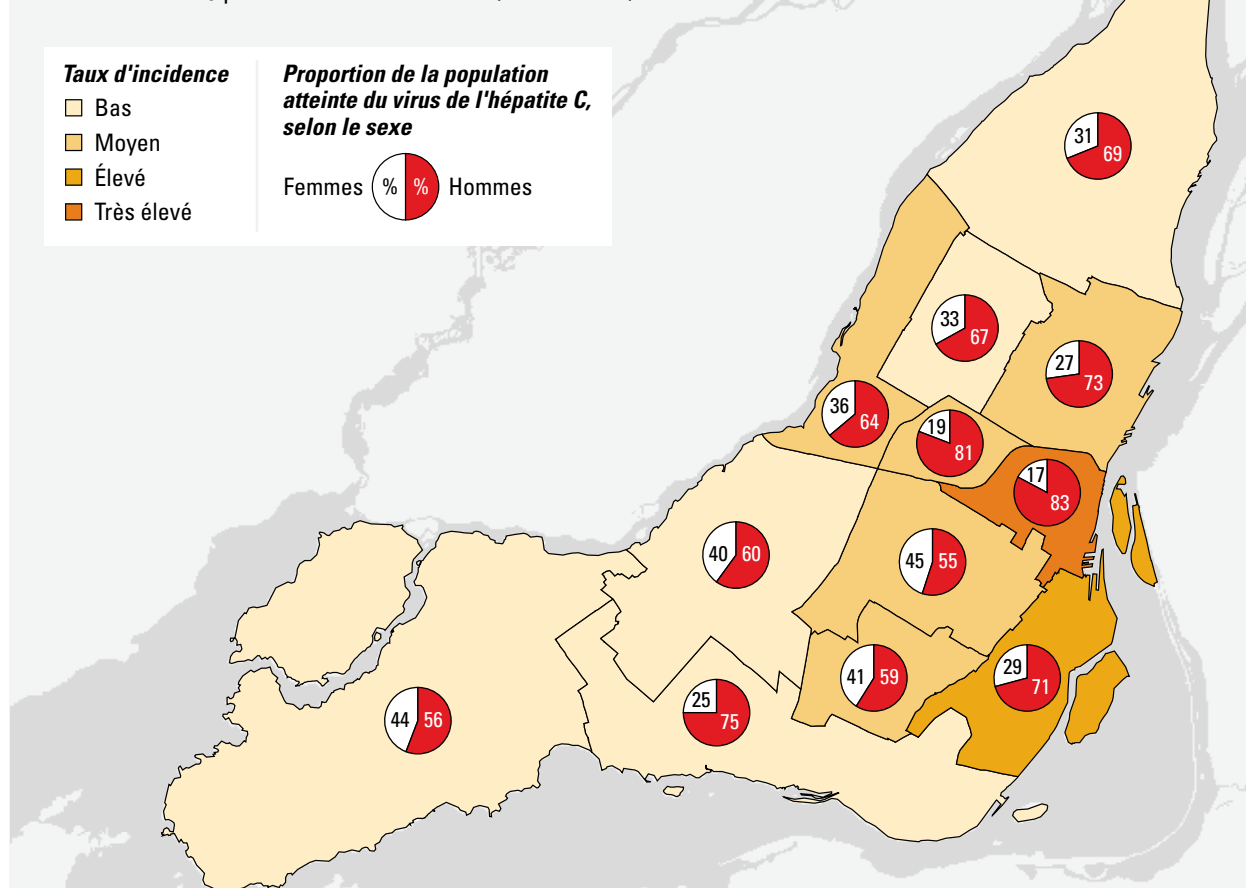 Taux d'incidence
Bas
Moyen
Élevé
Très élevé
Proportion de la population
atteinte du virus de l'hépatite C,
selon le sexe
Femmes % % Hommes
31 69
33 67
27 73
36 64
19 81
17 83
40 60
45 55
41 59
29 71
25 75
44 56